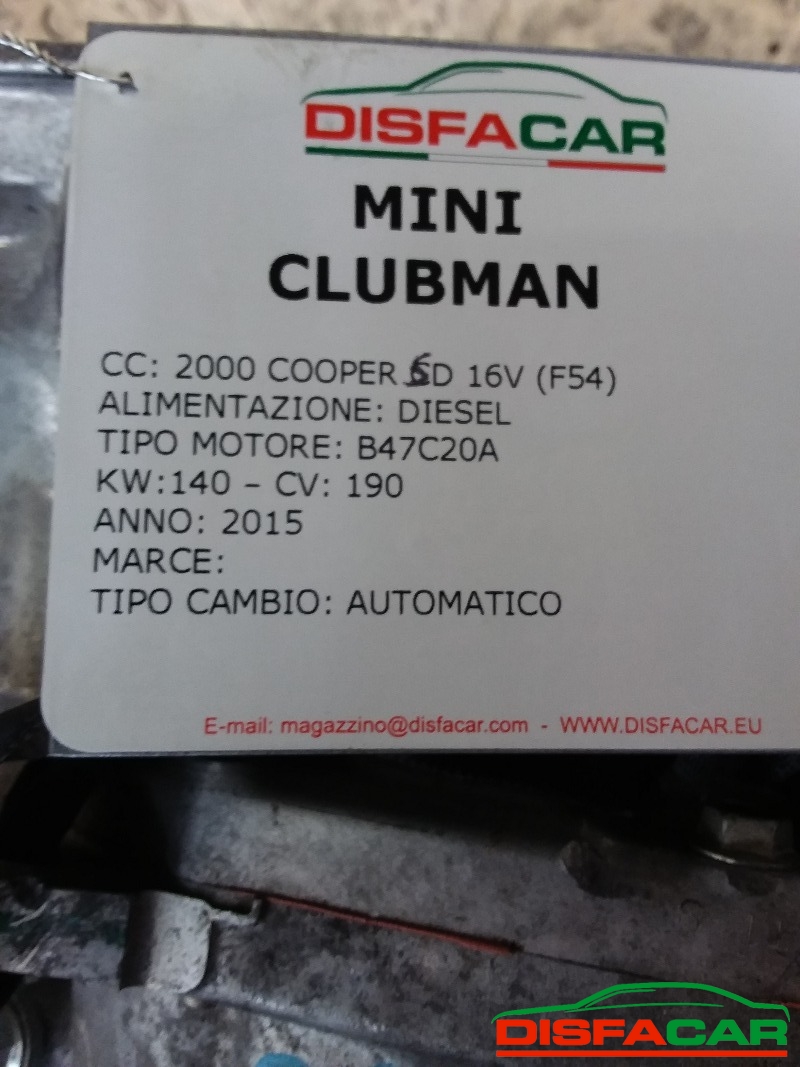 DISFACAR
MINI
CLUBMAN
CC: 2000 COOPER SD 16V (F54)
ALIMENTAZIONE: DIESEL
TIPO MOTORE: B47C20A
KW:140 – CV: 190
ANNO: 2015
MARCE:
TIPO CAMBIO: AUTOMATICO
E-mail: magazzino@disfacar.com - WWW.DISFACAR.EU
DISFACAR